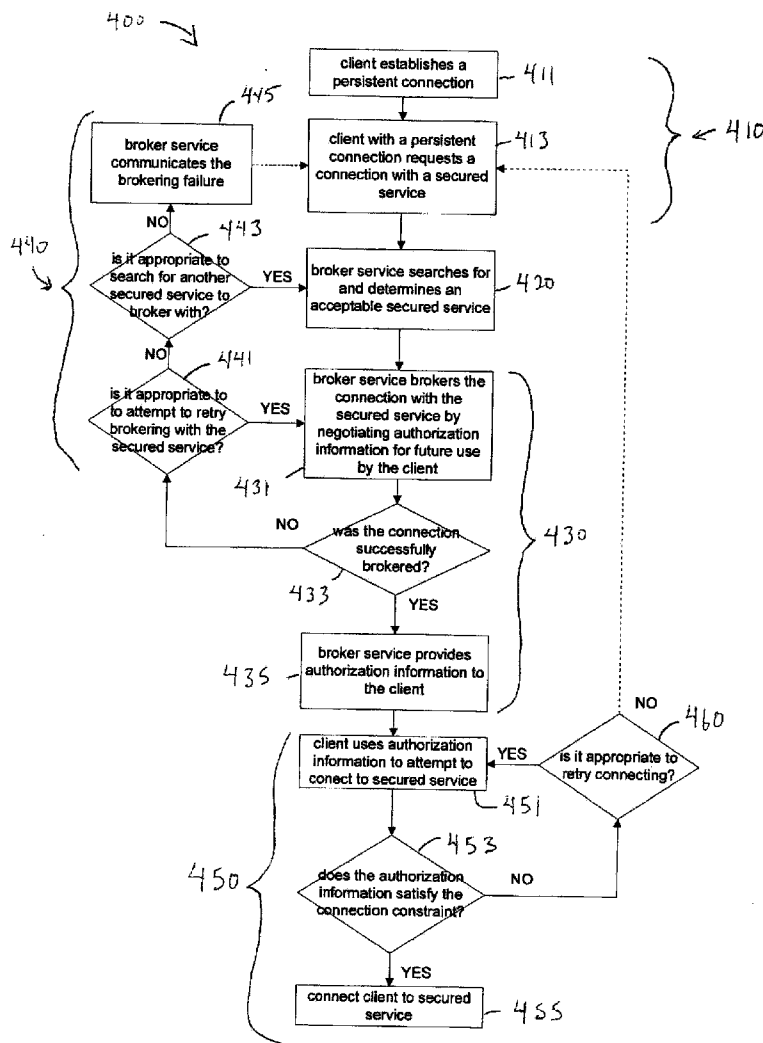 400
client establishes a
persistent connection
411
445
410
broker service
communicates the
brokering failure
client with a persistent
connection requests a
connection with a secured
service
413
NO
443
440
is it appropriate to
search for another
secured service to
broker with?
YES
broker service searches for
and determines an
acceptable secured service
420
NO
441
is it appropriate to
to attempt to retry
brokering with the
secured service?
YES
broker service brokers the
connection with the
secured service by
negotiating authorization
information for future use
by the client
431
430
NO
was the connection
successfully
brokered?
433
YES
broker service provides
authorization information to
the client
435
NO
460
client uses authorization
information to attempt to
conect to secured service
YES
is it appropriate to
retry connecting?
451
453
450
does the authorization
information satisfy the
connection constraint?
NO
YES
connect client to secured
service
455